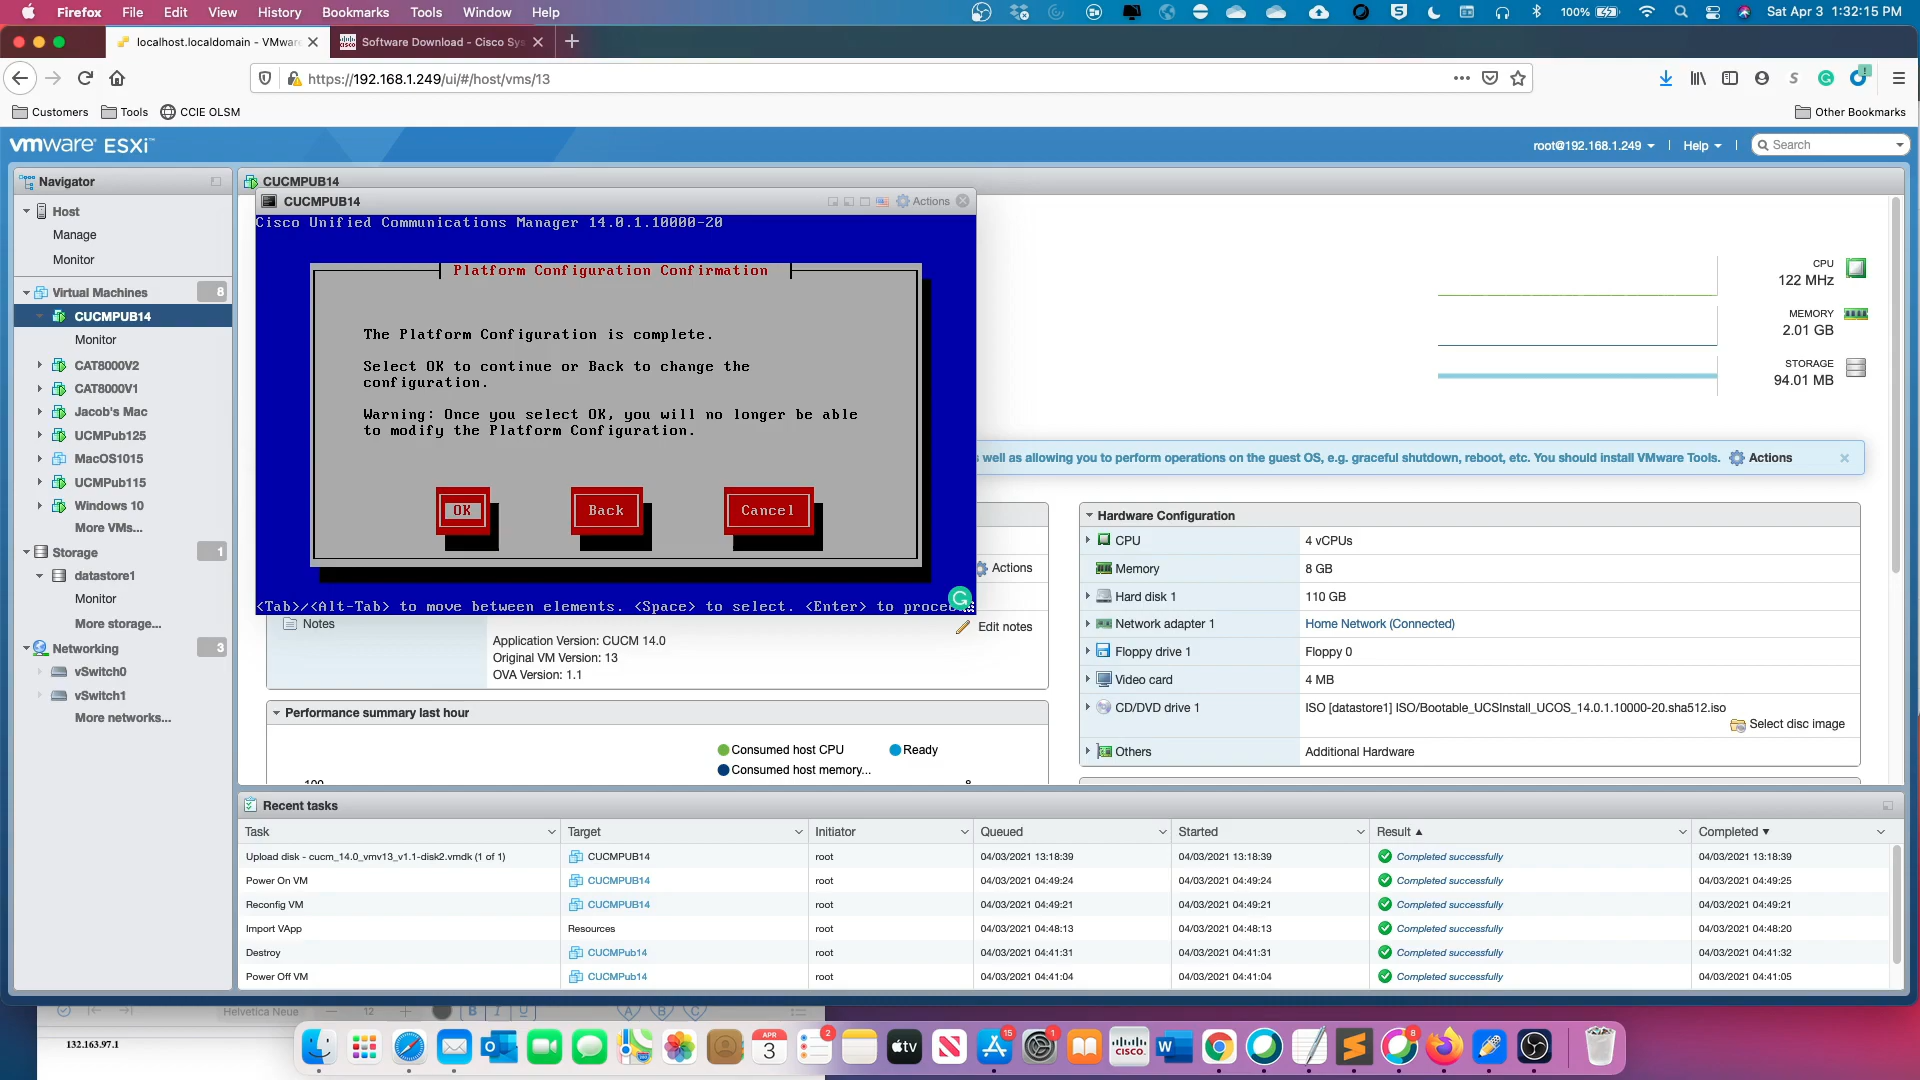 Firefox File Edit View History Bookmarks Tools Window Help
100% Sat Apr 3 1:32:15 PM
localhost.localdomain - VMware
Software Download - Cisco Sys
https://192.168.1.249/ui/#/host/vms/13
Customers Tools CCIE OLSM Other Bookmarks
vmware ESXi
root@192.168.1.249 Help Search
Navigator
Host
Manage
Monitor
Virtual Machines 8
CUCMPUB14
Monitor
CAT8000V2
CAT8000V1
Jacob's Mac
UCMPub125
MacOS1015
UCMPub115
Windows 10
More VMs...
Storage 1
datastore1
Monitor
More storage...
Networking 3
vSwitch0
vSwitch1
More networks...
CUCMPUB14
CUCMPUB14 Actions
Cisco Unified Communications Manager 14.0.1.10000-20
Platform Configuration Confirmation
The Platform Configuration is complete.
Select OK to continue or Back to change the
configuration.
Warning: Once you select OK, you will no longer be able
to modify the Platform Configuration.
OK Back Cancel
<Tab>/<Alt-Tab> to move between elements. <Space> to select. <Enter> to procee
CPU
122 MHz
MEMORY
2.01 GB
STORAGE
94.01 MB
well as allowing you to perform operations on the guest OS, e.g. graceful shutdown, reboot, etc. You should install VMware Tools. Actions
Actions
Notes
Edit notes
Application Version: CUCM 14.0
Original VM Version: 13
OVA Version: 1.1
Hardware Configuration
CPU 4 vCPUs
Memory 8 GB
Hard disk 1 110 GB
Network adapter 1 Home Network (Connected)
Floppy drive 1 Floppy 0
Video card 4 MB
CD/DVD drive 1 ISO [datastore1] ISO/Bootable_UCSInstall_UCOS_14.0.1.10000-20.sha512.iso
Select disc image
Others Additional Hardware
Performance summary last hour
Consumed host CPU Ready
Consumed host memory...
100 8
Recent tasks
Task Target Initiator Queued Started Result Completed
Upload disk - cucm_14.0_vmv13_v1.1-disk2.vmdk (1 of 1) CUCMPUB14 root 04/03/2021 13:18:39 04/03/2021 13:18:39 Completed successfully 04/03/2021 13:18:39
Power On VM CUCMPUB14 root 04/03/2021 04:49:24 04/03/2021 04:49:24 Completed successfully 04/03/2021 04:49:25
Reconfig VM CUCMPUB14 root 04/03/2021 04:49:21 04/03/2021 04:49:21 Completed successfully 04/03/2021 04:49:21
Import VApp Resources root 04/03/2021 04:48:13 04/03/2021 04:48:13 Completed successfully 04/03/2021 04:48:20
Destroy CUCMPub14 root 04/03/2021 04:41:31 04/03/2021 04:41:31 Completed successfully 04/03/2021 04:41:32
Power Off VM CUCMPub14 root 04/03/2021 04:41:04 04/03/2021 04:41:04 Completed successfully 04/03/2021 04:41:05
Helvetica Neue 12 B I U A B C
132.163.97.1
APR
3
2
tv
15
1
CISCO
W
8